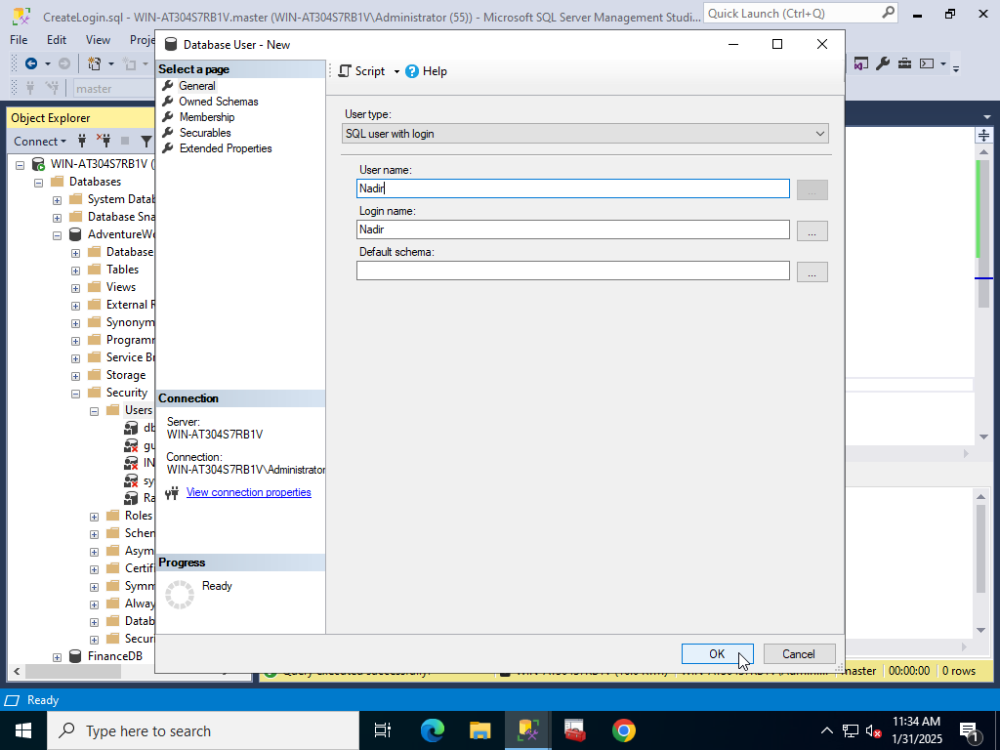 CreateLogin.sql - WIN-AT304S7RB1V.master (WIN-AT304S7RB1V\Administrator (55)) - Microsoft SQL Server Management Studi...
Quick Launch (Ctrl+Q)
File Edit View Proje
master
Object Explorer
Connect
WIN-AT304S7RB1V (
Databases
System Datab
Database Sna
AdventureWo
Database
Tables
Views
External R
Synonym
Programm
Service Br
Storage
Security
Users
db
gu
IN
sy
Ra
Roles
Schem
Asym
Certif
Symm
Alway
Datab
Secur
FinanceDB
Database User - New
Select a page
General
Owned Schemas
Membership
Securables
Extended Properties
Connection
Server:
WIN-AT304S7RB1V
Connection:
WIN-AT304S7RB1V\Administrator
View connection properties
Progress
Ready
Script Help
User type:
SQL user with login
User name:
Nadir
...
Login name:
Nadir
...
Default schema:
...
OK Cancel
master 00:00:00 0 rows
Ready
Type here to search
11:34 AM
1/31/2025
1